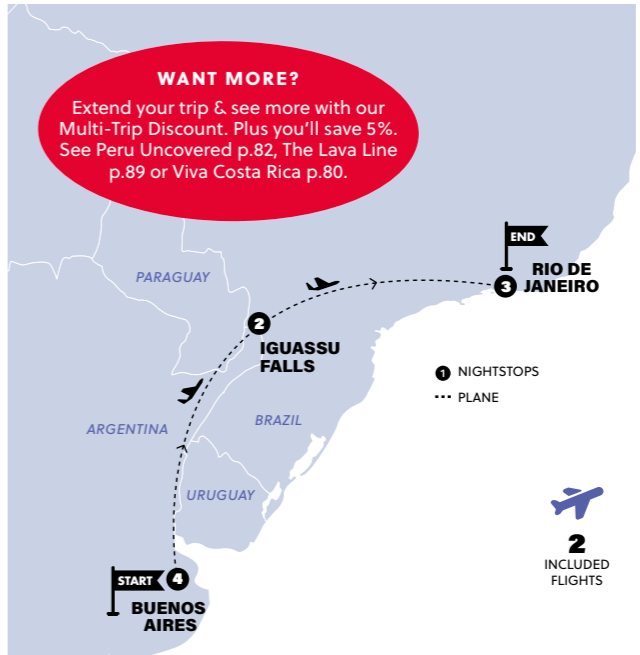 WANT MORE?
Extend your trip & see more with our
Multi-Trip Discount. Plus you'll save 5%.
See Peru Uncovered p.82, The Lava Line
p.89 or Viva Costa Rica p.80.
END
PARAGUAY
3
RIO DE
JANEIRO
2
IGUASSU
FALLS
1 NIGHTSTOPS
PLANE
ARGENTINA
BRAZIL
URUGUAY
2
INCLUDED
FLIGHTS
START
4
BUENOS
AIRES